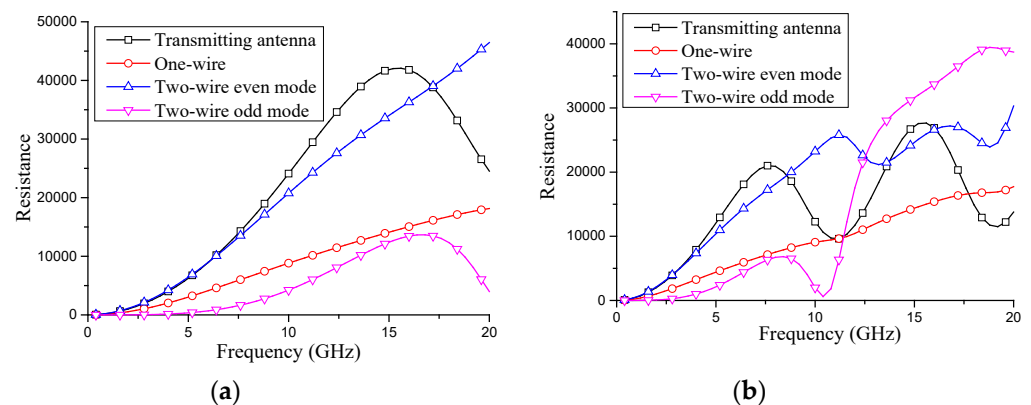 50000
40000
30000
20000
10000
0
Resistance
Transmitting antenna
One-wire
Two-wire even mode
Two-wire odd mode
0
5
10
15
20
Frequency (GHz)
(a)
40000
30000
20000
10000
0
Resistance
Transmitting antenna
One-wire
Two-wire even mode
Two-wire odd mode
0
5
10
15
20
Frequency (GHz)
(b)